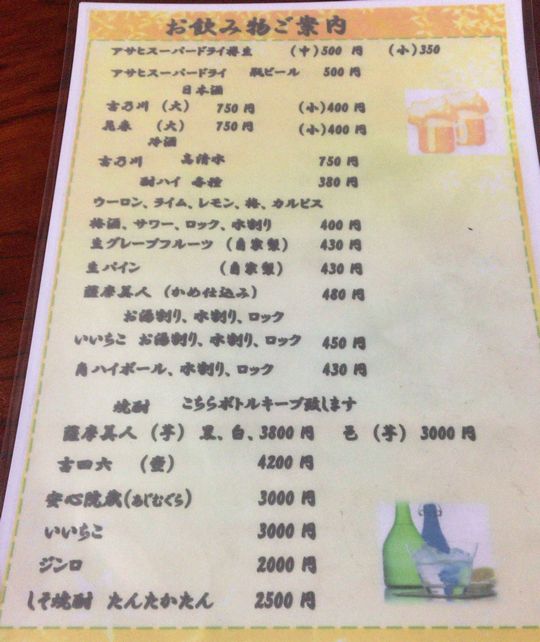 お飲み物ご案内
アサヒスーパードライ樽生 (中)500 円 (小)350
アサヒスーパードライ 瓶ビール 500 円
日本酒
吉乃川 (大) 750 円 (小)400 円
尾泰 (大) 750 円 (小)400 円
冷酒
吉乃川 高清水 750 円
酎ハイ 各種 380 円
ウーロン、ライム、レモン、梅、カルピス
梅酒、サワー、ロック、水割り 400 円
生グレープフルーツ (自家製) 430 円
生パイン (自家製) 430 円
薩摩美人 (かめ仕込み) 480 円
お湯割り、水割り、ロック
いいちこ お湯割り、水割り、ロック 450 円
角ハイボール、水割り、ロック 430 円
焼酎 こちらボトルキープ致します
薩摩美人 (芋) 黒、白、3800 円 (芋) 3000 円
吉四六 (壺) 4200 円
安心院蔵(あじむぐら) 3000 円
いいちこ 3000 円
ジンロ 2000 円
しそ焼酎 たんたかたん 2500 円